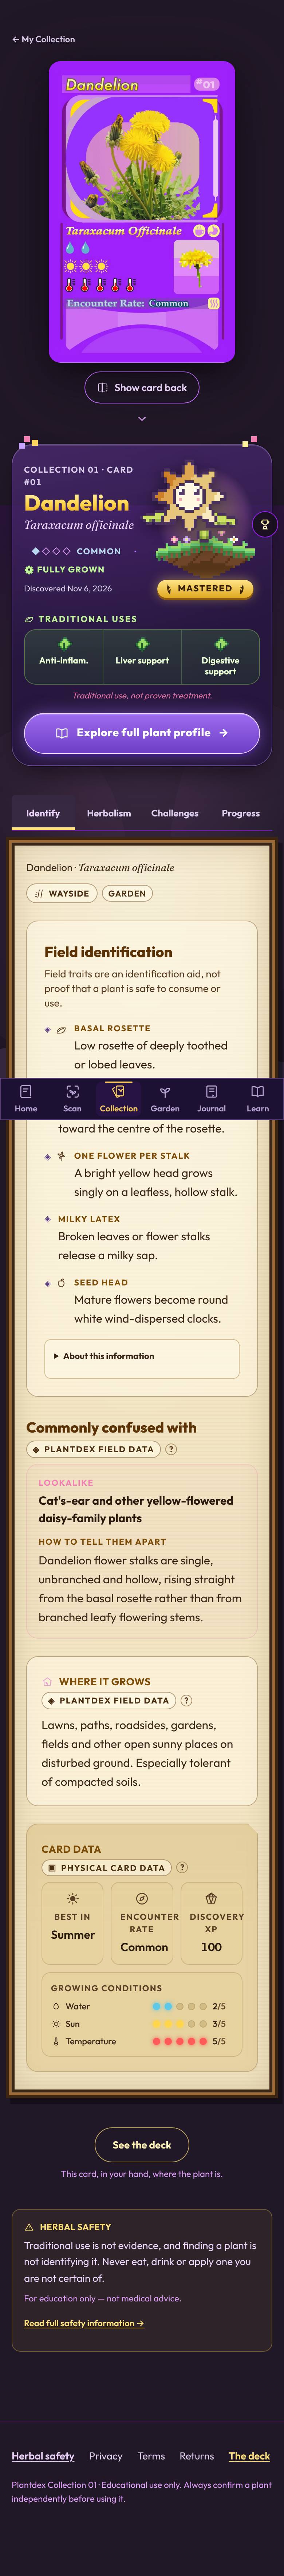 ← My Collection
Dandelion
#01
Taraxacum Officinale
Encounter Rate: Common
Show card back
COLLECTION 01 · CARD
#01
Dandelion
Taraxacum officinale
COMMON ·
FULLY GROWN
Discovered Nov 6, 2026
MASTERED
TRADITIONAL USES
Anti-inflam.
Liver support
Digestive
support
Traditional use, not proven treatment.
Explore full plant profile →
Identify
Herbalism
Challenges
Progress
Dandelion · Taraxacum officinale
WAYSIDE
GARDEN
Field identification
Field traits are an identification aid, not
proof that a plant is safe to consume or
use.
BASAL ROSETTE
Low rosette of deeply toothed
or lobed leaves.
Home
Scan
Collection
Garden
Journal
Learn
toward the centre of the rosette.
ONE FLOWER PER STALK
A bright yellow head grows
singly on a leafless, hollow stalk.
MILKY LATEX
Broken leaves or flower stalks
release a milky sap.
SEED HEAD
Mature flowers become round
white wind-dispersed clocks.
▶ About this information
Commonly confused with
◈ PLANTDEX FIELD DATA ?
LOOKALIKE
Cat's-ear and other yellow-flowered
daisy-family plants
HOW TO TELL THEM APART
Dandelion flower stalks are single,
unbranched and hollow, rising straight
from the basal rosette rather than from
branched leafy flowering stems.
WHERE IT GROWS
◈ PLANTDEX FIELD DATA ?
Lawns, paths, roadsides, gardens,
fields and other open sunny places on
disturbed ground. Especially tolerant
of compacted soils.
CARD DATA
▣ PHYSICAL CARD DATA ?
BEST IN
Summer
ENCOUNTER
RATE
Common
DISCOVERY
XP
100
GROWING CONDITIONS
Water 2/5
Sun 3/5
Temperature 5/5
See the deck
This card, in your hand, where the plant is.
HERBAL SAFETY
Traditional use is not evidence, and finding a plant is
not identifying it. Never eat, drink or apply one you
are not certain of.
For education only — not medical advice.
Read full safety information →
Herbal safety
Privacy
Terms
Returns
The deck
Plantdex Collection 01 · Educational use only. Always confirm a plant
independently before using it.